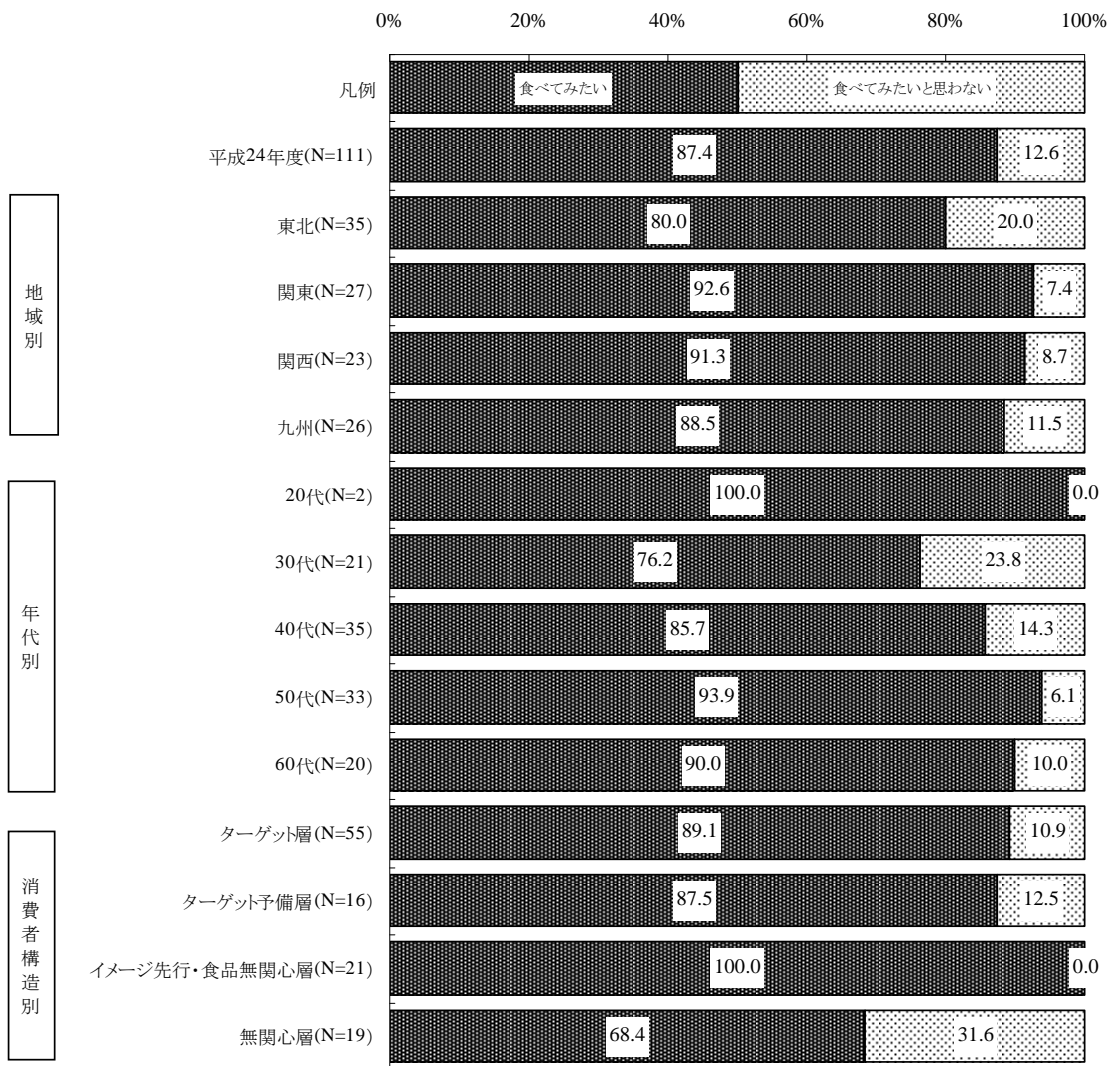 0% 20% 40% 60% 80% 100%
凡例 食べてみたい 食べてみたいと思わない
平成24年度(N=111) 87.4 12.6
地域別
東北(N=35) 80.0 20.0
関東(N=27) 92.6 7.4
関西(N=23) 91.3 8.7
九州(N=26) 88.5 11.5
年代別
20代(N=2) 100.0 0.0
30代(N=21) 76.2 23.8
40代(N=35) 85.7 14.3
50代(N=33) 93.9 6.1
60代(N=20) 90.0 10.0
消費者構造別
ターゲット層(N=55) 89.1 10.9
ターゲット予備層(N=16) 87.5 12.5
イメージ先行・食品無関心層(N=21) 100.0 0.0
無関心層(N=19) 68.4 31.6